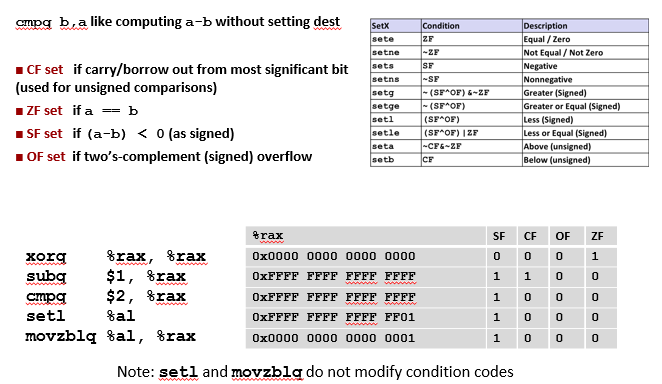 cmpq b,a like computing a-b without setting dest
■ CF set if carry/borrow out from most significant bit
(used for unsigned comparisons)
■ ZF set if a == b
■ SF set if (a-b) < 0 (as signed)
■ OF set if two's-complement (signed) overflow
SetX Condition Description
sete ZF Equal / Zero
setne ~ZF Not Equal / Not Zero
sets SF Negative
setns ~SF Nonnegative
setg ~(SF^OF)&~ZF Greater (Signed)
setge ~(SF^OF) Greater or Equal (Signed)
setl (SF^OF) Less (Signed)
setle (SF^OF)|ZF Less or Equal (Signed)
seta ~CF&~ZF Above (unsigned)
setb CF Below (unsigned)
%rax SF CF OF ZF
xorq %rax, %rax 0x0000 0000 0000 0000 0 0 0 1
subq $1, %rax 0xFFFF FFFF FFFF FFFF 1 1 0 0
cmpq $2, %rax 0xFFFF FFFF FFFF FFFF 1 0 0 0
setl %al 0xFFFF FFFF FFFF FF01 1 0 0 0
movzblq %al, %rax 0x0000 0000 0000 0001 1 0 0 0
Note: setl and movzblq do not modify condition codes